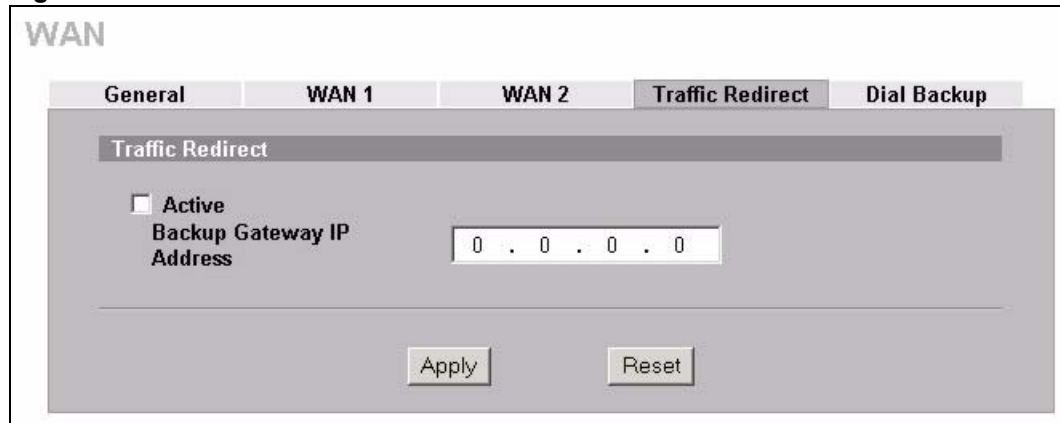 WAN
General WAN 1 WAN 2 Traffic Redirect Dial Backup
Traffic Redirect
Active
Backup Gateway IP
Address
0 . 0 . 0 . 0
Apply Reset